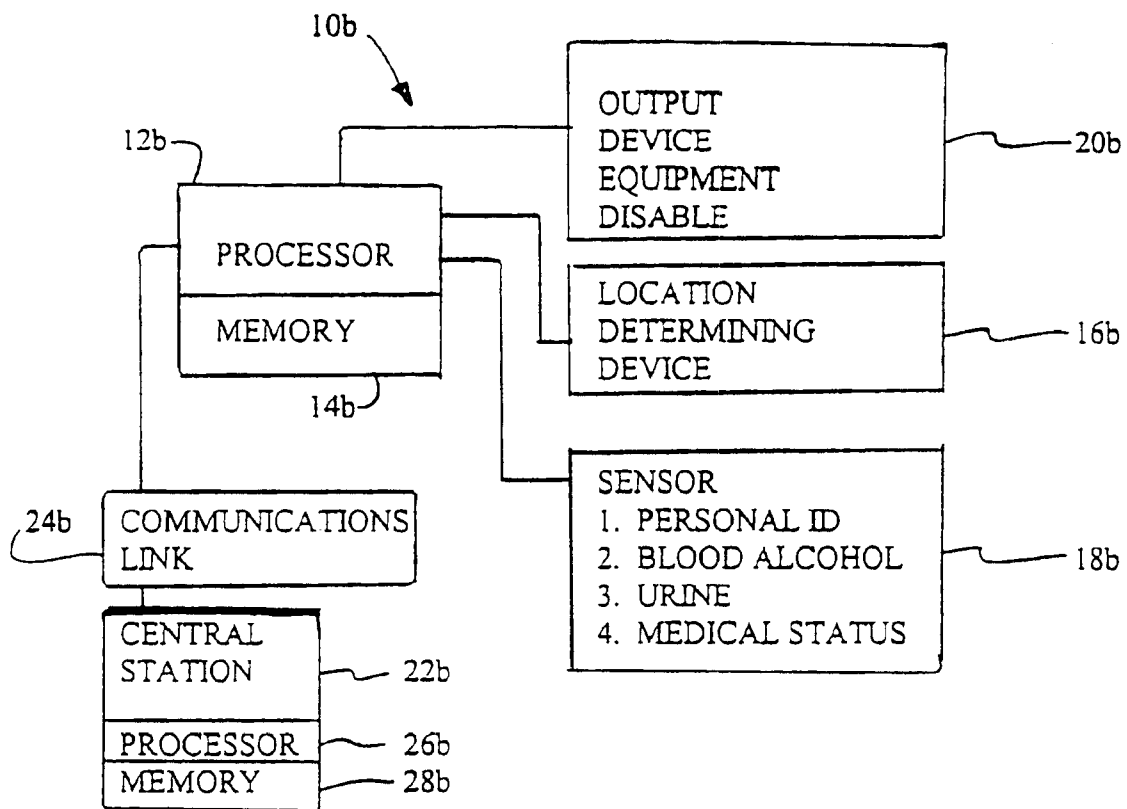 10b
OUTPUT
DEVICE
EQUIPMENT
DISABLE
20b
12b
PROCESSOR
MEMORY
14b
LOCATION
DETERMINING
DEVICE
16b
SENSOR
1. PERSONAL ID
2. BLOOD ALCOHOL
3. URINE
4. MEDICAL STATUS
18b
24b
COMMUNICATIONS
LINK
CENTRAL
STATION
22b
PROCESSOR
26b
MEMORY
28b